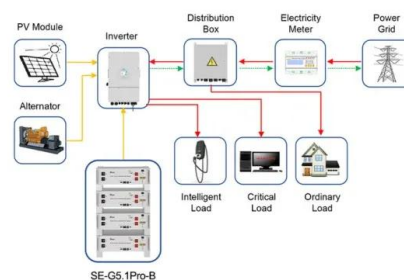 PV Module
Inverter
Distribution
Box
Electricity
Meter
Power
Grid
Alternator
Intelligent
Load
Critical
Load
Ordinary
Load
SE-G5.1Pro-B